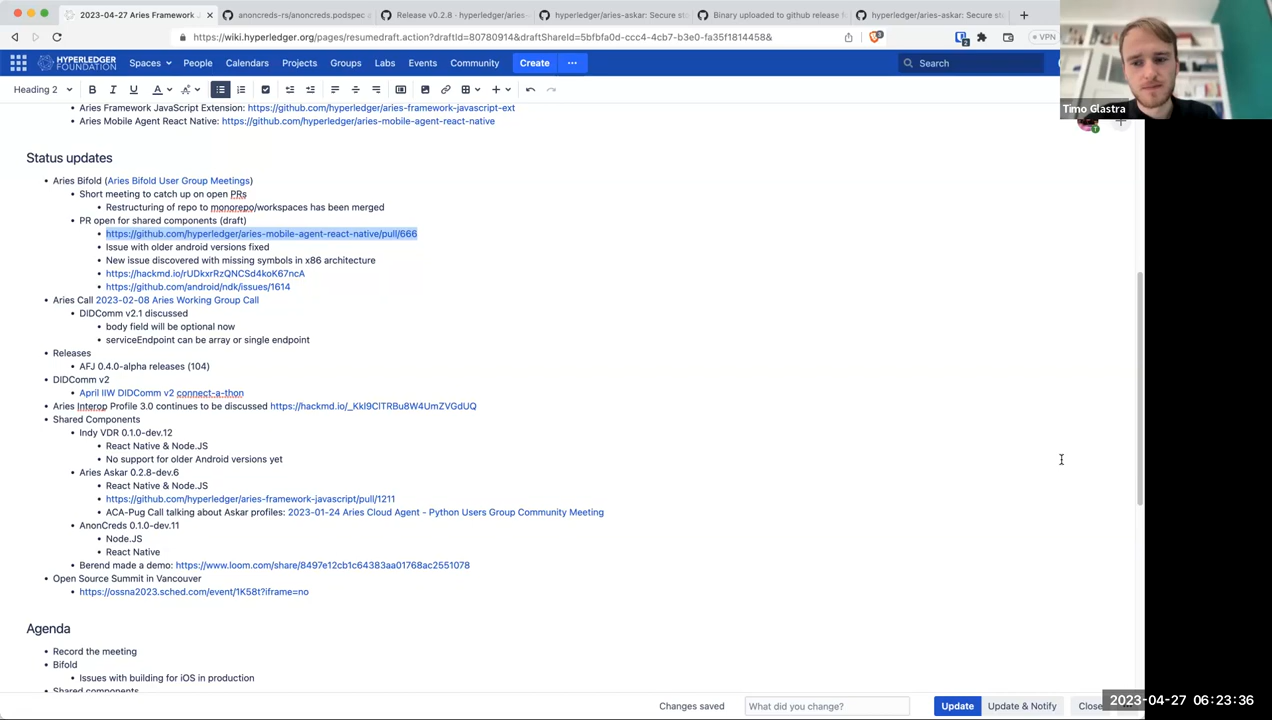 2023-04-27 Aries Framework J
anoncreds-rs/anoncreds.podspec a
Release v0.2.8 · hyperledger/aries-
hyperledger/aries-askar: Secure sto
Binary uploaded to github release f
hyperledger/aries-askar: Secure sto
https://wiki.hyperledger.org/pages/resumedraft.action?draftId=80780914&draftShareId=5bfbfa0d-ccc4-4cb7-b3e0-fa35f1814458&
VPN
HYPERLEDGER FOUNDATION
Spaces People Calendars Projects Groups Labs Events Community Create ··· Search
Timo Glastra
Heading 2 B I U A
• Aries Framework JavaScript Extension: https://github.com/hyperledger/aries-framework-javascript-ext
• Aries Mobile Agent React Native: https://github.com/hyperledger/aries-mobile-agent-react-native
Status updates
• Aries Bifold (Aries Bifold User Group Meetings)
• Short meeting to catch up on open PRs
• Restructuring of repo to monorepo/workspaces has been merged
• PR open for shared components (draft)
• https://github.com/hyperledger/aries-mobile-agent-react-native/pull/666
• Issue with older android versions fixed
• New issue discovered with missing symbols in x86 architecture
• https://hackmd.io/rUDkxrRzQNCSd4koK67ncA
• https://github.com/android/ndk/issues/1614
• Aries Call 2023-02-08 Aries Working Group Call
• DIDComm v2.1 discussed
• body field will be optional now
• serviceEndpoint can be array or single endpoint
• Releases
• AFJ 0.4.0-alpha releases (104)
• DIDComm v2
• April IIW DIDComm v2 connect-a-thon
• Aries Interop Profile 3.0 continues to be discussed https://hackmd.io/_KkI9CITRBu8W4UmZVGdUQ
• Shared Components
• Indy VDR 0.1.0-dev.12
• React Native & Node.JS
• No support for older Android versions yet
• Aries Askar 0.2.8-dev.6
• React Native & Node.JS
• https://github.com/hyperledger/aries-framework-javascript/pull/1211
• ACA-Pug Call talking about Askar profiles: 2023-01-24 Aries Cloud Agent - Python Users Group Community Meeting
• AnonCreds 0.1.0-dev.11
• Node.JS
• React Native
• Berend made a demo: https://www.loom.com/share/8497e12cb1c64383aa01768ac2551078
• Open Source Summit in Vancouver
• https://ossna2023.sched.com/event/1K58t?iframe=no
Agenda
• Record the meeting
• Bifold
• Issues with building for iOS in production
• Shared components
Changes saved What did you change? Update Update & Notify Close
2023-04-27 06:23:36